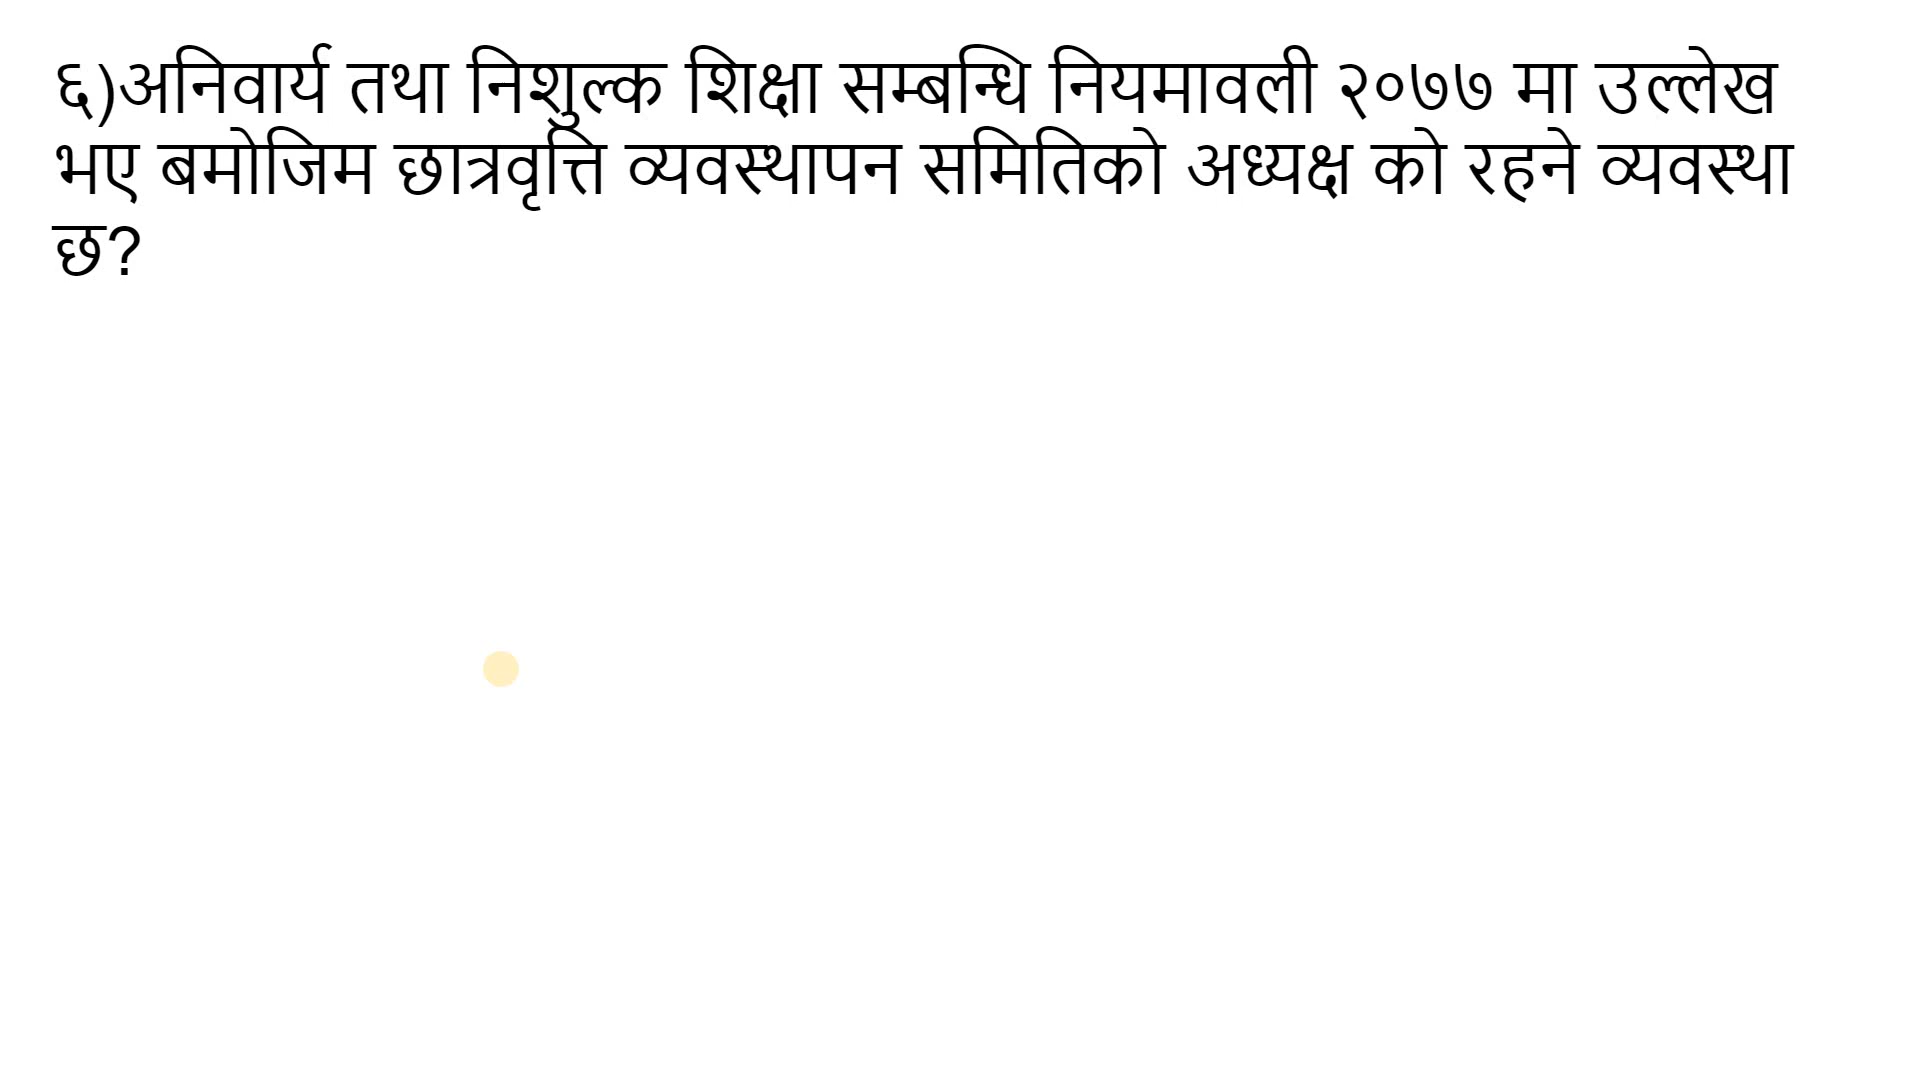 ६)अनिवार्य तथा निशुल्क शिक्षा सम्बन्धि नियमावली २०७७ मा उल्लेख
भए बमोजिम छात्रवृत्ति व्यवस्थापन समितिको अध्यक्ष को रहने व्यवस्था
छ?